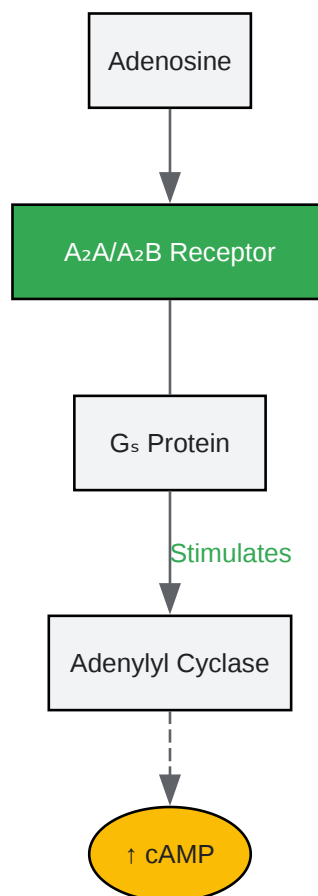 Adenosine
A₂A/A₂B Receptor
Gₛ Protein
Stimulates
Adenylyl Cyclase
↑ cAMP